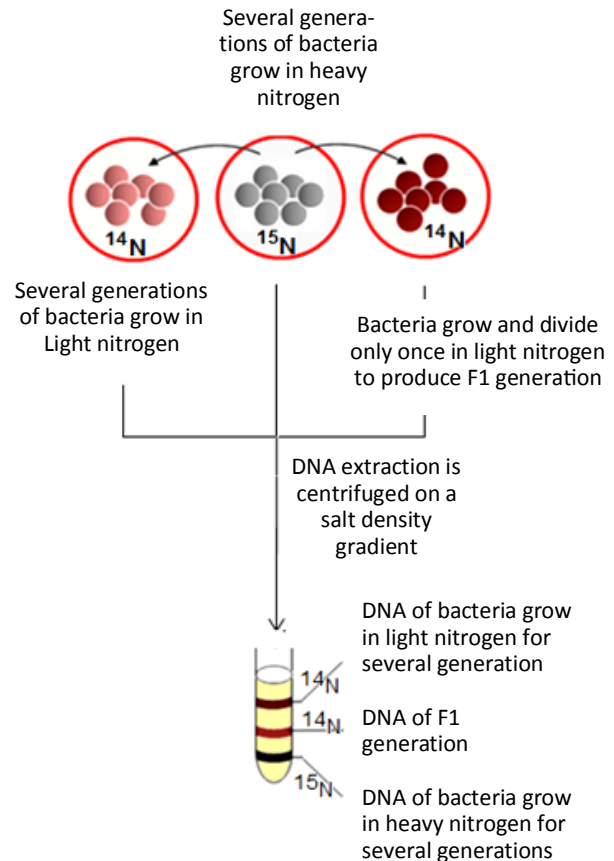 Several genera-
tions of bacteria
grow in heavy
nitrogen
14N
15N
14N
Several generations
of bacteria grow in
Light nitrogen
Bacteria grow and divide
only once in light nitrogen
to produce F1 generation
DNA extraction is
centrifuged on a
salt density
gradient
DNA of bacteria grow
in light nitrogen for
several generation
14N
14N
DNA of F1
generation
15N
DNA of bacteria grow
in heavy nitrogen for
several generations